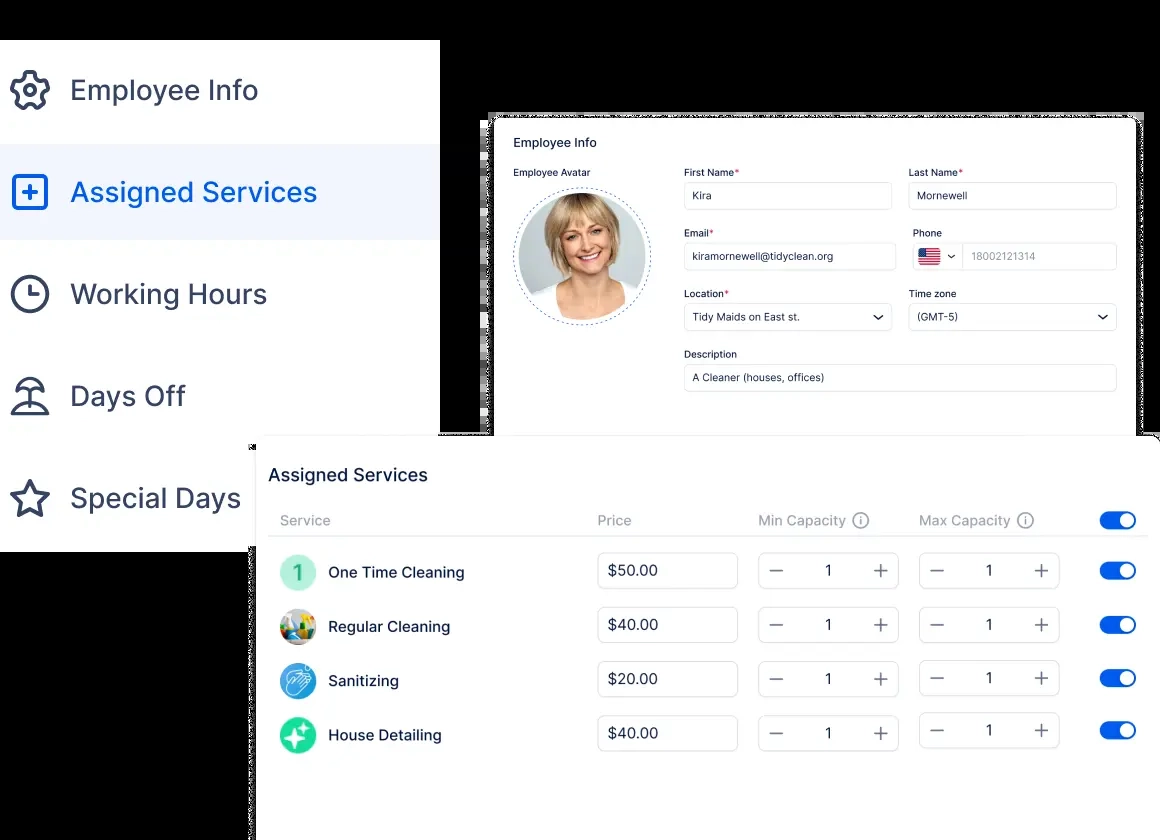 Employee Info
Assigned Services
Working Hours
Days Off
Special Days
Employee Info
Employee Avatar
First Name* Last Name*
Kira Mornewell
Email* Phone
kiramornewell@tidyclean.org 18002121314
Location* Time zone
Tidy Maids on East st. (GMT-5)
Description
A Cleaner (houses, offices)
Assigned Services
Service Price Min Capacity Max Capacity
1 One Time Cleaning $50.00 1 1
Regular Cleaning $40.00 1 1
Sanitizing $20.00 1 1
House Detailing $40.00 1 1